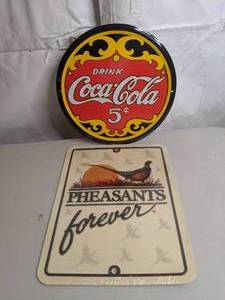 DRINK
Coca-Cola
5¢
PHEASANTS
forever